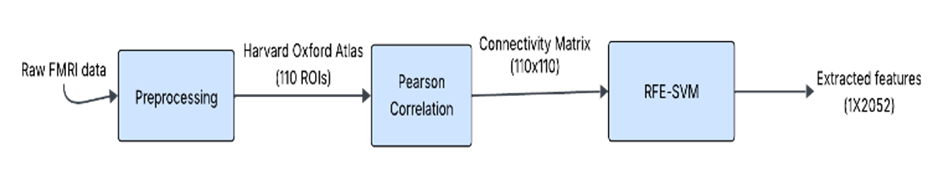 Raw FMRI data
Preprocessing
Harvard Oxford Atlas
(110 ROIs)
Pearson
Correlation
Connectivity Matrix
(110x110)
RFE-SVM
Extracted features
(1X2052)